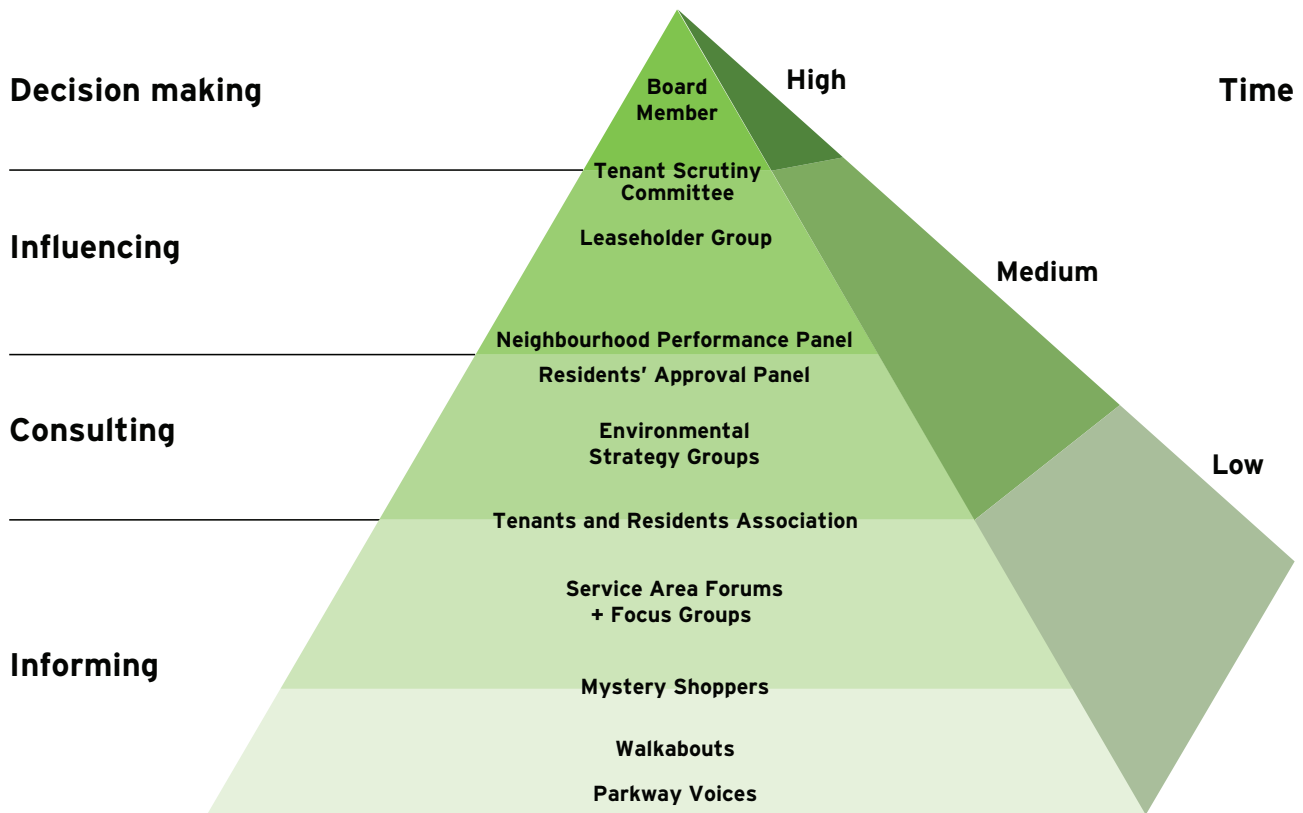 Decision making
Board
Member
High
Time
Tenant Scrutiny
Committee
Influencing
Leaseholder Group
Medium
Neighbourhood Performance Panel
Residents’ Approval Panel
Consulting
Environmental
Strategy Groups
Low
Tenants and Residents Association
Service Area Forums
+ Focus Groups
Informing
Mystery Shoppers
Walkabouts
Parkway Voices